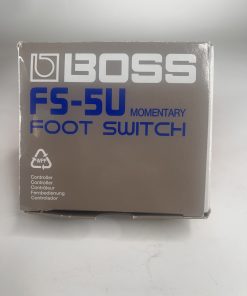 BOSS
FS-5U MOMENTARY
FOOT SWITCH
Controller
Controller
Contrôleur
Fernbedienung
Controlador